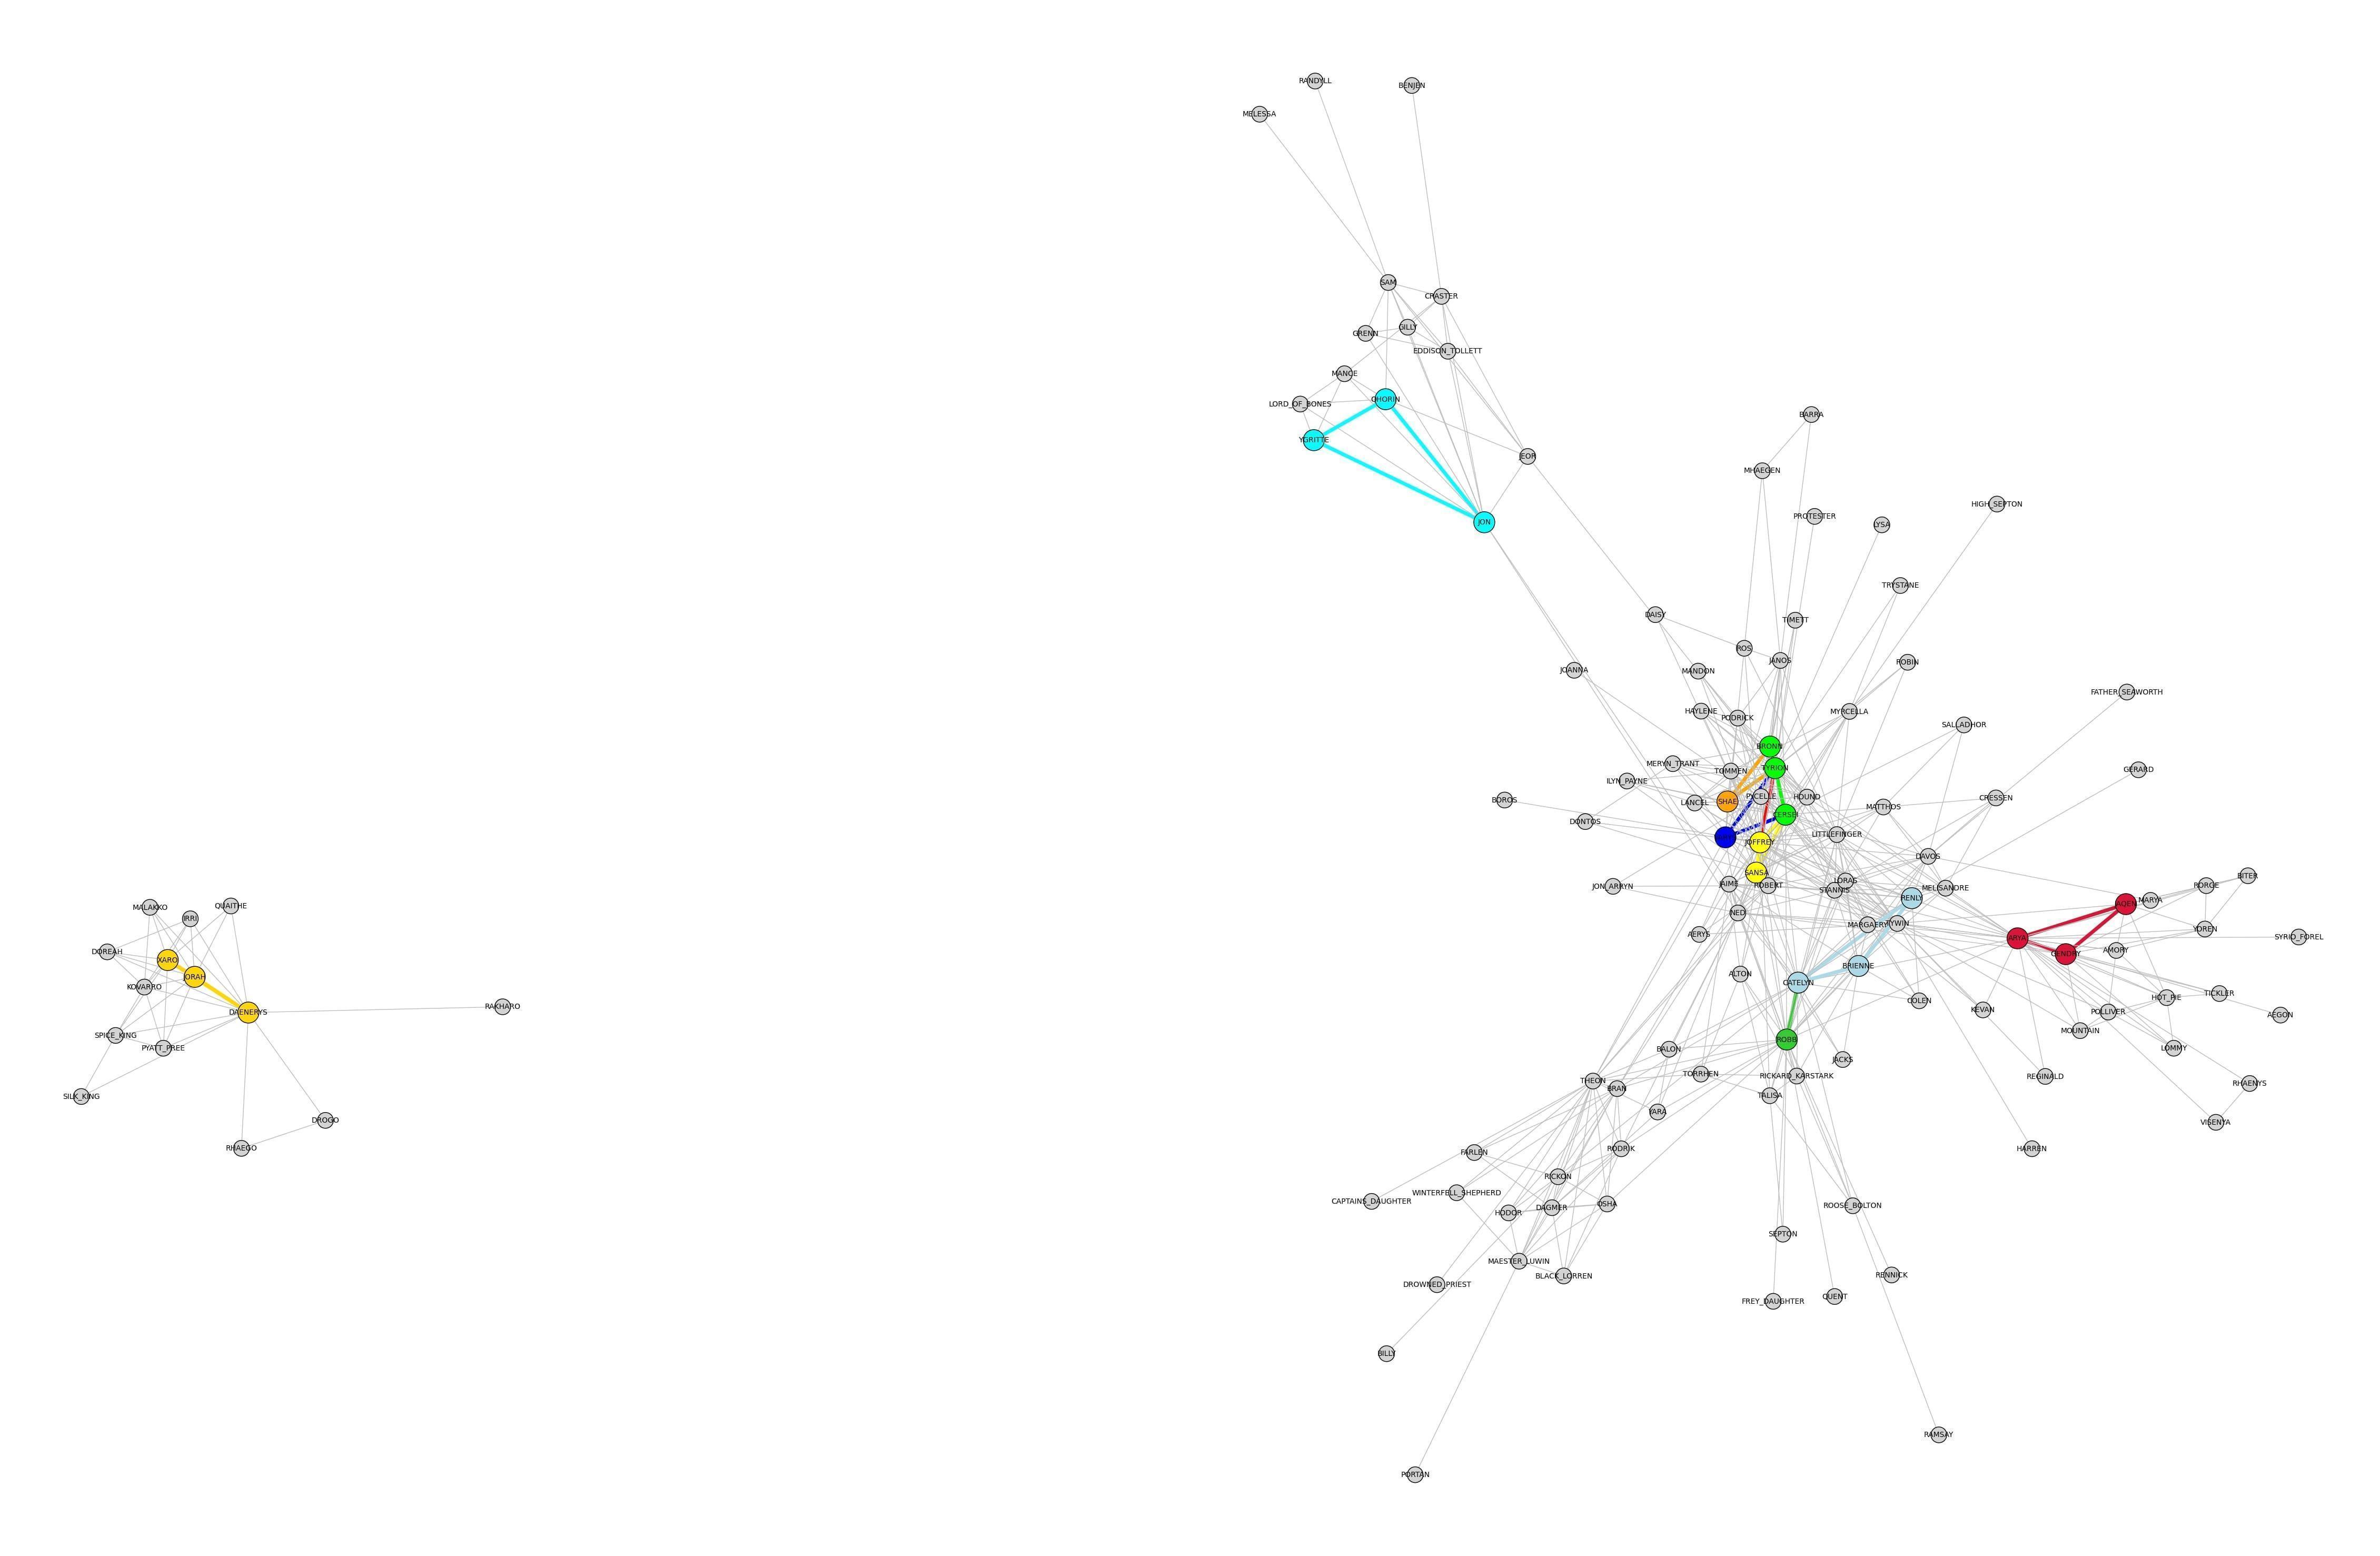 RANDYLL
BENJEN
MELESSA
SAM
CRASTER
GILLY
GRENN
EDDISON_TOLLETT
MANCE
LORD_OF_BONES
QHORIN
YGRITTE
BARRA
JEOR
MHAEGEN
HIGH_SEPTON
PROTESTER
JON
LYSA
TRYSTANE
DAISY
TIMETT
ROS
JANOS
ROBIN
JOANNA
MANDON
FATHER_SEAWORTH
HAYLENE
PODRICK
MYRCELLA
SALLADHOR
BRONN
MERYN_TRANT
TYRION
TOMMEN
GERARD
ILYN_PAYNE
BOROS
LANCEL
SHAE
PYCELLE
HOUND
CRESSEN
MATTHOS
CERSEI
DONTOS
LITTLEFINGER
JOFFREY
DAVOS
SANSA
JAIME
ROBERT
LORAS
STANNIS
MELISANDRE
JON_ARRYN
RENLY
BITER
RORGE
MARYA
JAQEN
NED
MARGAERY
TYWIN
AERYS
ARYA
YOREN
SYRIO_FOREL
GENDRY
AMORY
MALAKKO
QUAITHE
IRRI
DOREAH
XARO
JORAH
KOVARRO
RAKHARO
DAENERYS
SPICE_KING
PYATT_PREE
SILK_KING
DROGO
RHAEGO
BRIENNE
ALTON
CATELYN
COLEN
KEVAN
POLLIVER
HOT_PIE
TICKLER
AEGON
MOUNTAIN
ROBB
LOMMY
BALON
JACKS
TORRHEN
RICKARD_KARSTARK
REGINALD
RHAENYS
THEON
BRAN
TALISA
YARA
VISENYA
FARLEN
RODRIK
HARREN
RICKON
WINTERFELL_SHEPHERD
CAPTAINS_DAUGHTER
HODOR
DAGMER
OSHA
ROOSE_BOLTON
SEPTON
MAESTER_LUWIN
BLACK_LORREN
DROWNED_PRIEST
RENNICK
FREY_DAUGHTER
QUENT
BILLY
RAMSAY
PORTAN